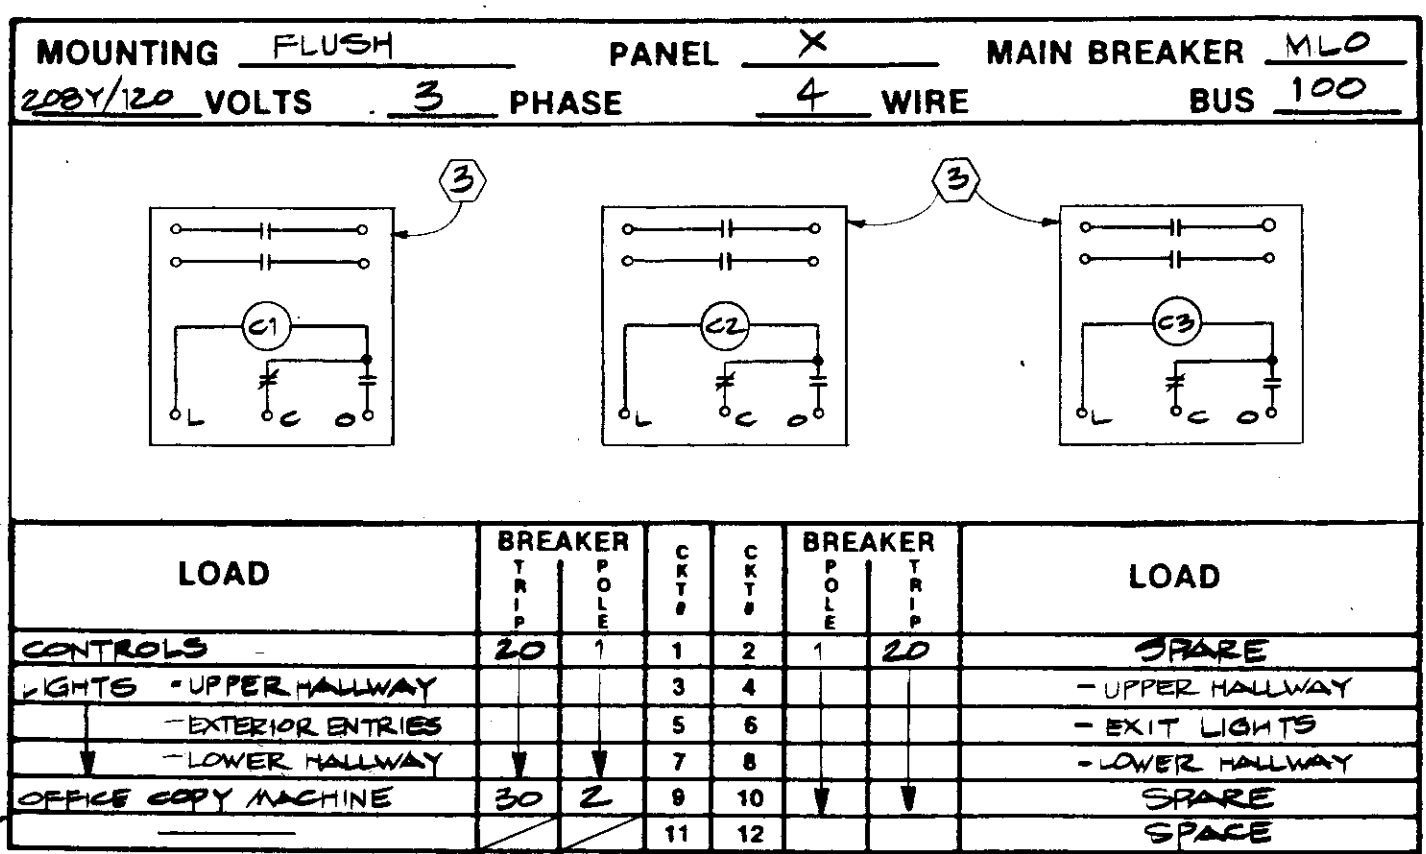 MOUNTING FLUSH PANEL X MAIN BREAKER MLO
208Y/120 VOLTS 3 PHASE 4 WIRE BUS 100
3 3
C1 C2 C3
L C O L C O L C O
LOAD BREAKER TRIP POLE CKT# CKT# BREAKER POLE TRIP LOAD
CONTROLS 20 1 1 2 1 20 SPARE
LIGHTS - UPPER HALLWAY 3 4 - UPPER HALLWAY
- EXTERIOR ENTRIES 5 6 - EXIT LIGHTS
- LOWER HALLWAY 7 8 - LOWER HALLWAY
OFFICE COPY MACHINE 30 2 9 10 SPARE
11 12 SPACE